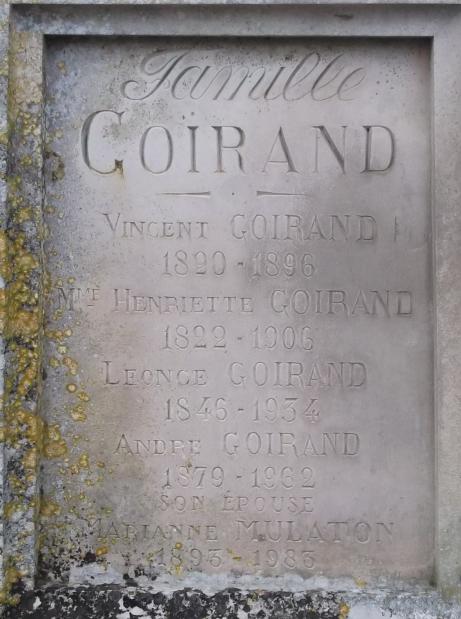 Famille
GOIRAND
VINCENT GOIRAND
1820 - 1896
MME HENRIETTE GOIRAND
1822 - 1906
LEONCE GOIRAND
1846 - 1934
ANDRE GOIRAND
1879 - 1962
SON ÉPOUSE
MARIANNE MULATON
1893 - 1983